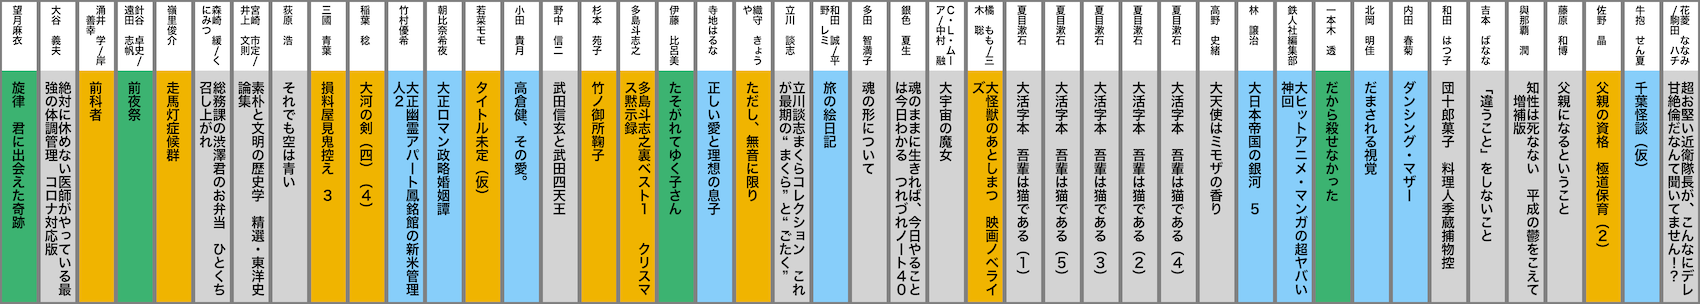 花菱 ななみ
/駒田 ハチ
超お堅い近衛隊長が、こんなにデレ
甘絶倫だなんて聞いてません!?
牛抱 せん夏
千葉怪談(仮)
佐野 晶
父親の資格 極道保育(2)
藤原 和博
父親になるということ
與那覇 潤
知性は死なない 平成の鬱をこえて
増補版
吉本 ばなな
「違うこと」をしないこと
和田 はつ子
団十郎菓子 料理人季蔵捕物控
内田 春菊
ダンシング・マザー
北岡 明佳
だまされる視覚
一本木 透
だから殺せなかった
鉄人社編集部
大ヒットアニメ・マンガの超ヤバい
神回
林 譲治
大日本帝国の銀河 5
高野 史緒
大天使はミモザの香り
夏目漱石
大活字本 吾輩は猫である(4)
夏目漱石
大活字本 吾輩は猫である(2)
夏目漱石
大活字本 吾輩は猫である(3)
夏目漱石
大活字本 吾輩は猫である(5)
夏目漱石
大活字本 吾輩は猫である(1)
橘 もも/三
木 聡
大怪獣のあとしまつ 映画ノベライ
ズ
C・L・ムー
ア/中村 融
大宇宙の魔女
銀色 夏生
魂のままに生きれば、今日やること
は今日わかる つれづれノート40
多田 智満子
魂の形について
和田 誠/平
野 レミ
旅の絵日記
立川 談志
立川談志まくらコレクション これ
が最期の“まくら”と“ごたく”
織守 きょう
や
ただし、無音に限り
寺地はるな
正しい愛と理想の息子
伊藤 比呂美
たそがれてゆく子さん
多島斗志之
多島斗志之裏ベスト1 クリスマ
ス黙示録
杉本 苑子
竹ノ御所鞠子
野中 信二
武田信玄と武田四天王
小田 貴月
高倉健、その愛。
若菜モモ
タイトル未定(仮)
朝比奈希夜
大正ロマン政略婚姻譚
竹村優希
大正幽霊アパート鳳銘館の新米管理
人2
稲葉 稔
大河の剣(四)(4)
三國 青葉
損料屋見鬼控え 3
荻原 浩
それでも空は青い
宮崎 市定/
井上 文則
素朴と文明の歴史学 精選・東洋史
論集
森崎 緩/く
にみつ
総務課の渋澤君のお弁当 ひとくち
召し上がれ
嶺里俊介
走馬灯症候群
針谷 卓史/
遠田 志帆
前夜祭
涌井 学/岸
善幸
前科者
大谷 義夫
絶対に休めない医師がやっている最
強の体調管理 コロナ対応版
望月麻衣
旋律 君に出会えた奇跡